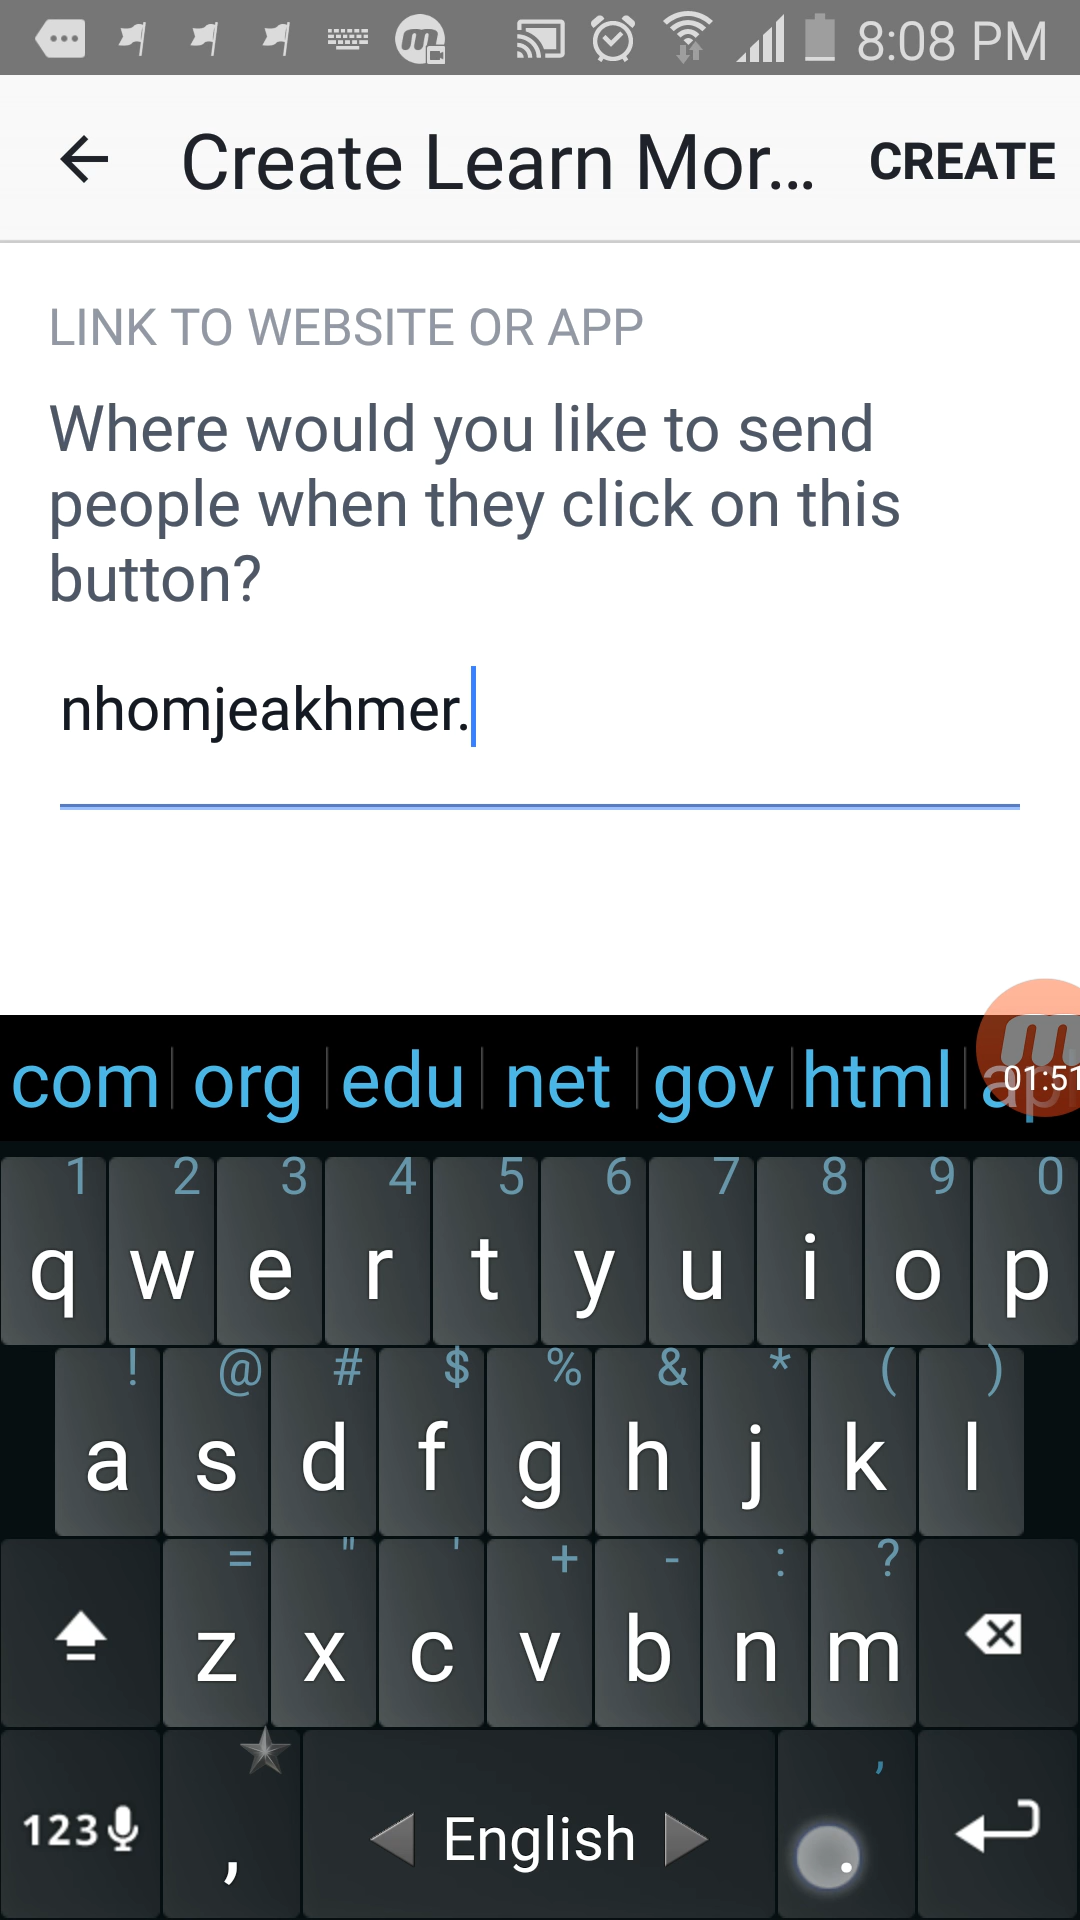 8:08 PM
Create Learn Mor... CREATE
LINK TO WEBSITE OR APP
Where would you like to send
people when they click on this
button?
nhomjeakhmer.
com org edu net gov html
01:51
1 2 3 4 5 6 7 8 9 0
q w e r t y u i o p
! @ # $ % & * ( )
a s d f g h j k l
= " ' + - : ?
z x c v b n m
123 , English . ,